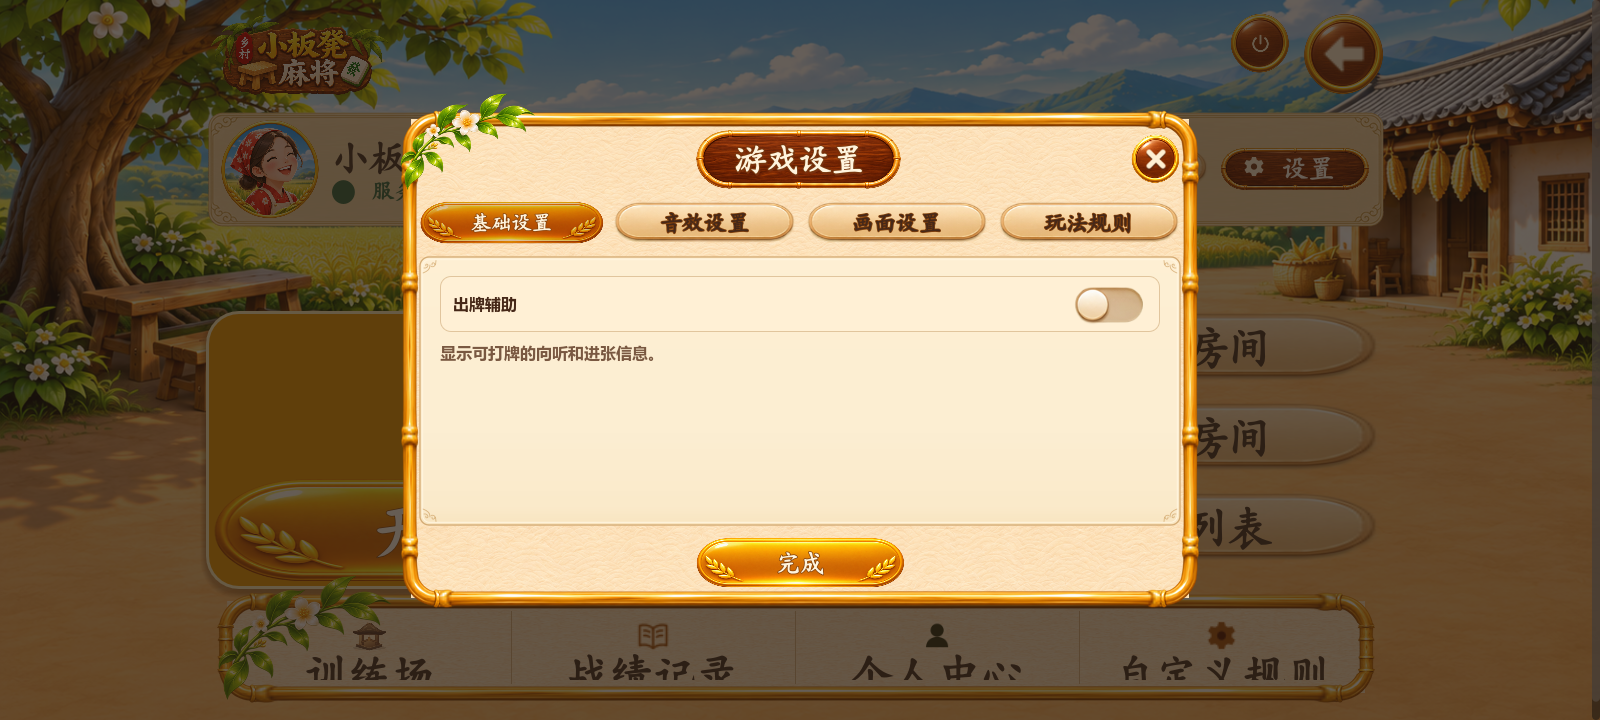 乡村
小板凳
麻将
發
游戏设置
小板
服务
设置
基础设置
音效设置
画面设置
玩法规则
出牌辅助
显示可打牌的向听和进张信息。
房间
房间
开
列表
完成
训练场
战绩记录
个人中心
自定义规则